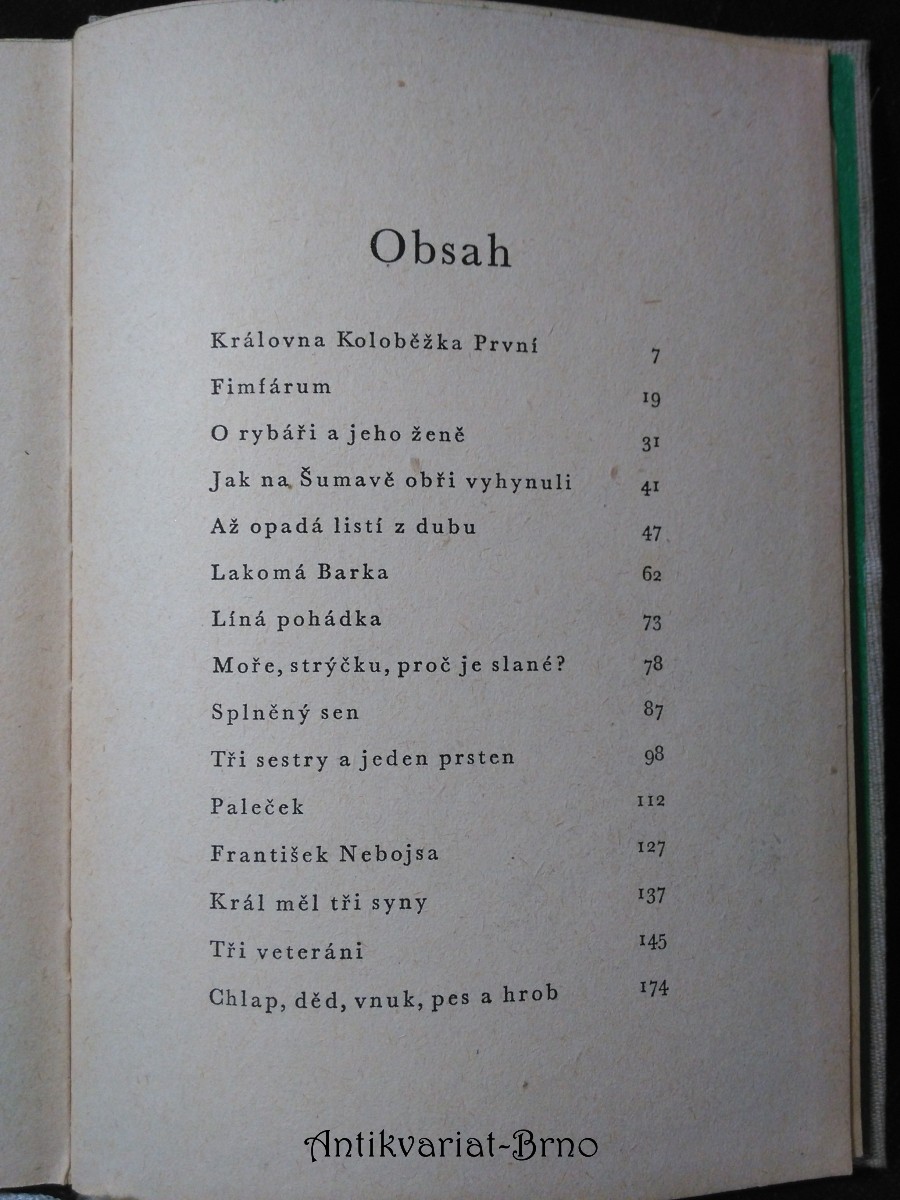 Obsah
Královna Koloběžka První 7
Fimfárum 19
O rybáři a jeho ženě 31
Jak na Šumavě obři vyhynuli 41
Až opadá listí z dubu 47
Lakomá Barka 62
Líná pohádka 73
Moře, strýčku, proč je slané? 78
Splněný sen 87
Tři sestry a jeden prsten 98
Paleček 112
František Nebojsa 127
Král měl tři syny 137
Tři veteráni 145
Chlap, děd, vnuk, pes a hrob 174
Antikvariat-Brno